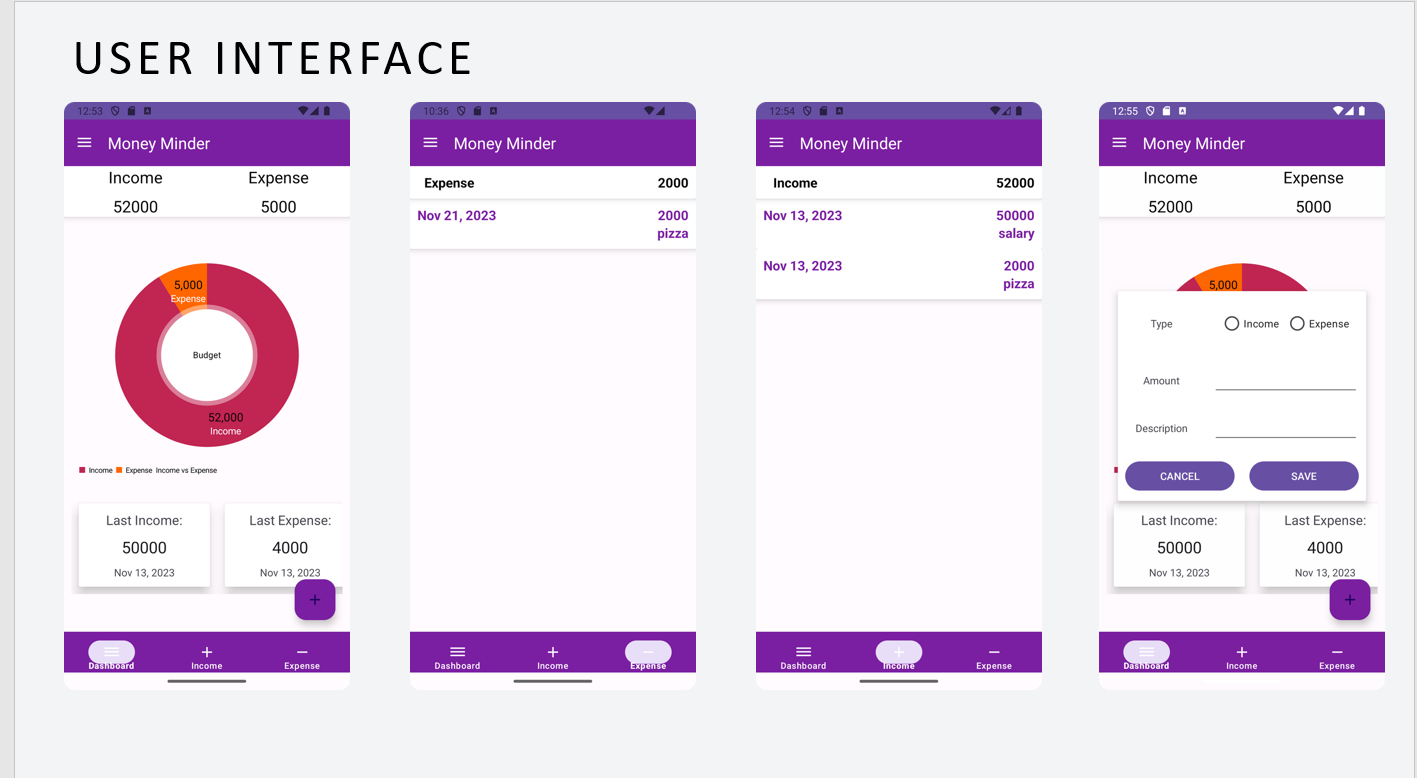 USER INTERFACE
12:53
Money Minder
Income Expense
52000 5000
5,000
Expense
Budget
52,000
Income
Income Expense Income vs Expense
Last Income: Last Expense:
50000 4000
Nov 13, 2023 Nov 13, 2023
+
Dashboard Income Expense
10:36
Money Minder
Expense 2000
Nov 21, 2023 2000
pizza
Dashboard Income Expense
12:54
Money Minder
Income 52000
Nov 13, 2023 50000
salary
Nov 13, 2023 2000
pizza
Dashboard Income Expense
12:55
Money Minder
Income Expense
52000 5000
5,000
Type Income Expense
Amount
Description
CANCEL SAVE
Last Income: Last Expense:
50000 4000
Nov 13, 2023 Nov 13, 2023
+
Dashboard Income Expense